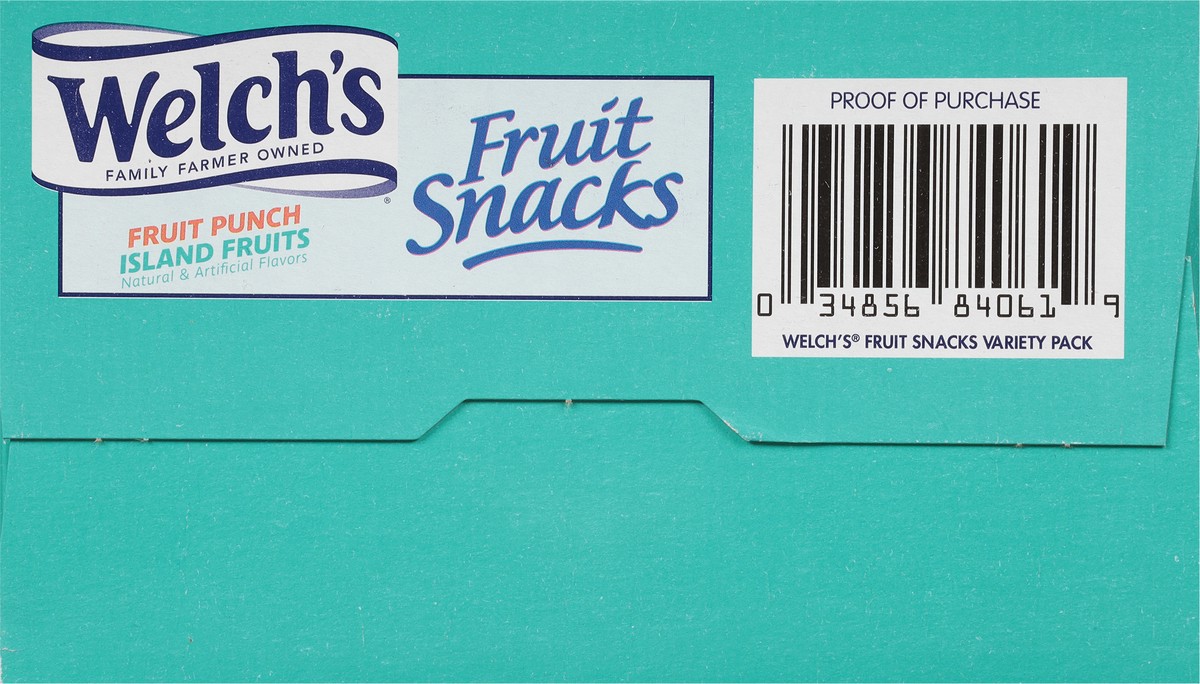 Welch's
FAMILY FARMER OWNED
®
FRUIT PUNCH
ISLAND FRUITS
Natural & Artificial Flavors
Fruit
Snacks
PROOF OF PURCHASE
0 34856 84061 9
WELCH'S® FRUIT SNACKS VARIETY PACK